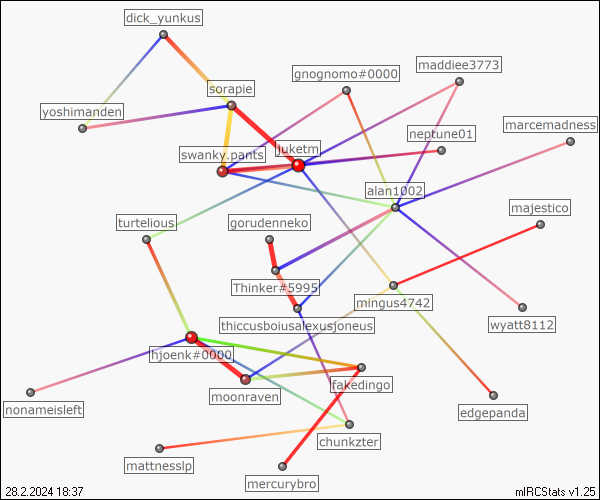 dick_yunkus
maddiee3773
gnognomo#0000
sorapie
yoshimanden
marcemadness
neptune01
juketm
swanky.pants
alan1002
majestico
turtelious
gorudenneko
Thinker#5995
mingus4742
wyatt8112
thiccusboiusalexusjoneus
hjoenk#0000
fakedingo
moonraven
nonameisleft
edgepanda
chunkzter
mattnesslp
mercurybro
28.2.2024 18:37
mIRCStats v1.25